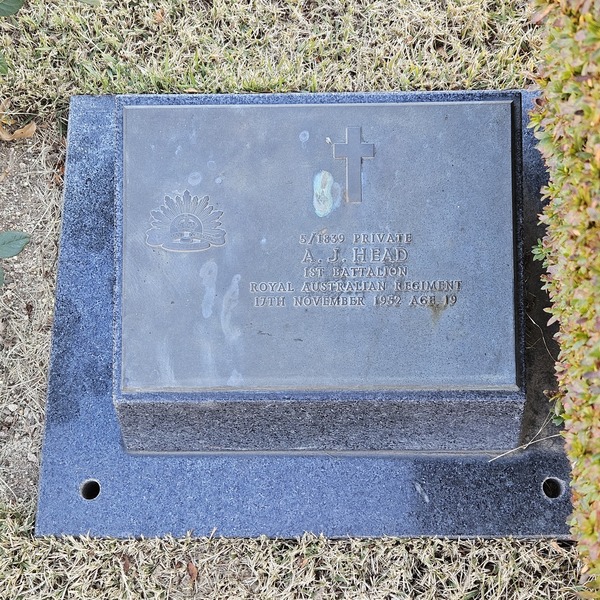 5/1839 PRIVATE
A. J. HEAD
1ST BATTALION
ROYAL AUSTRALIAN REGIMENT
17TH NOVEMBER 1952 AGE 19